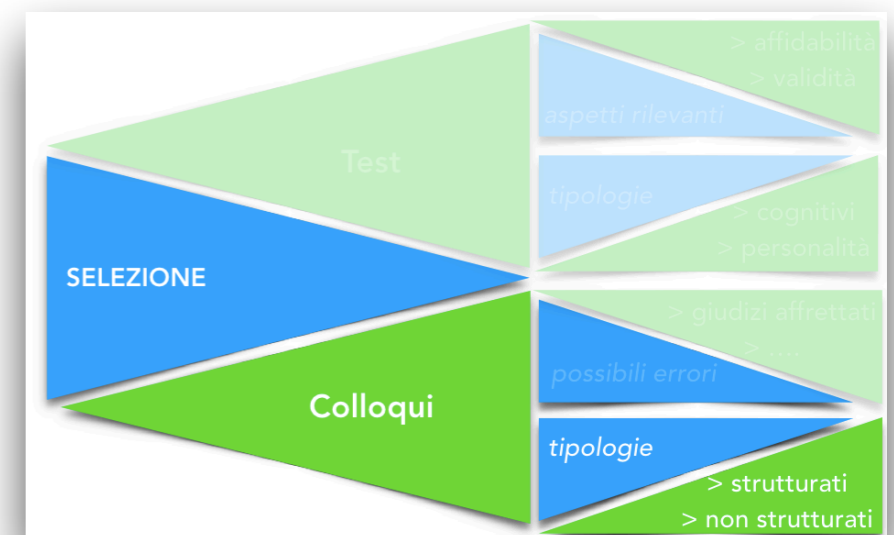 > affidabilità
> validità
aspetti rilevanti
Test
tipologie
> cognitivi
> personalità
SELEZIONE
> giudizi affrettati
> ....
possibili errori
Colloqui
tipologie
> strutturati
> non strutturati